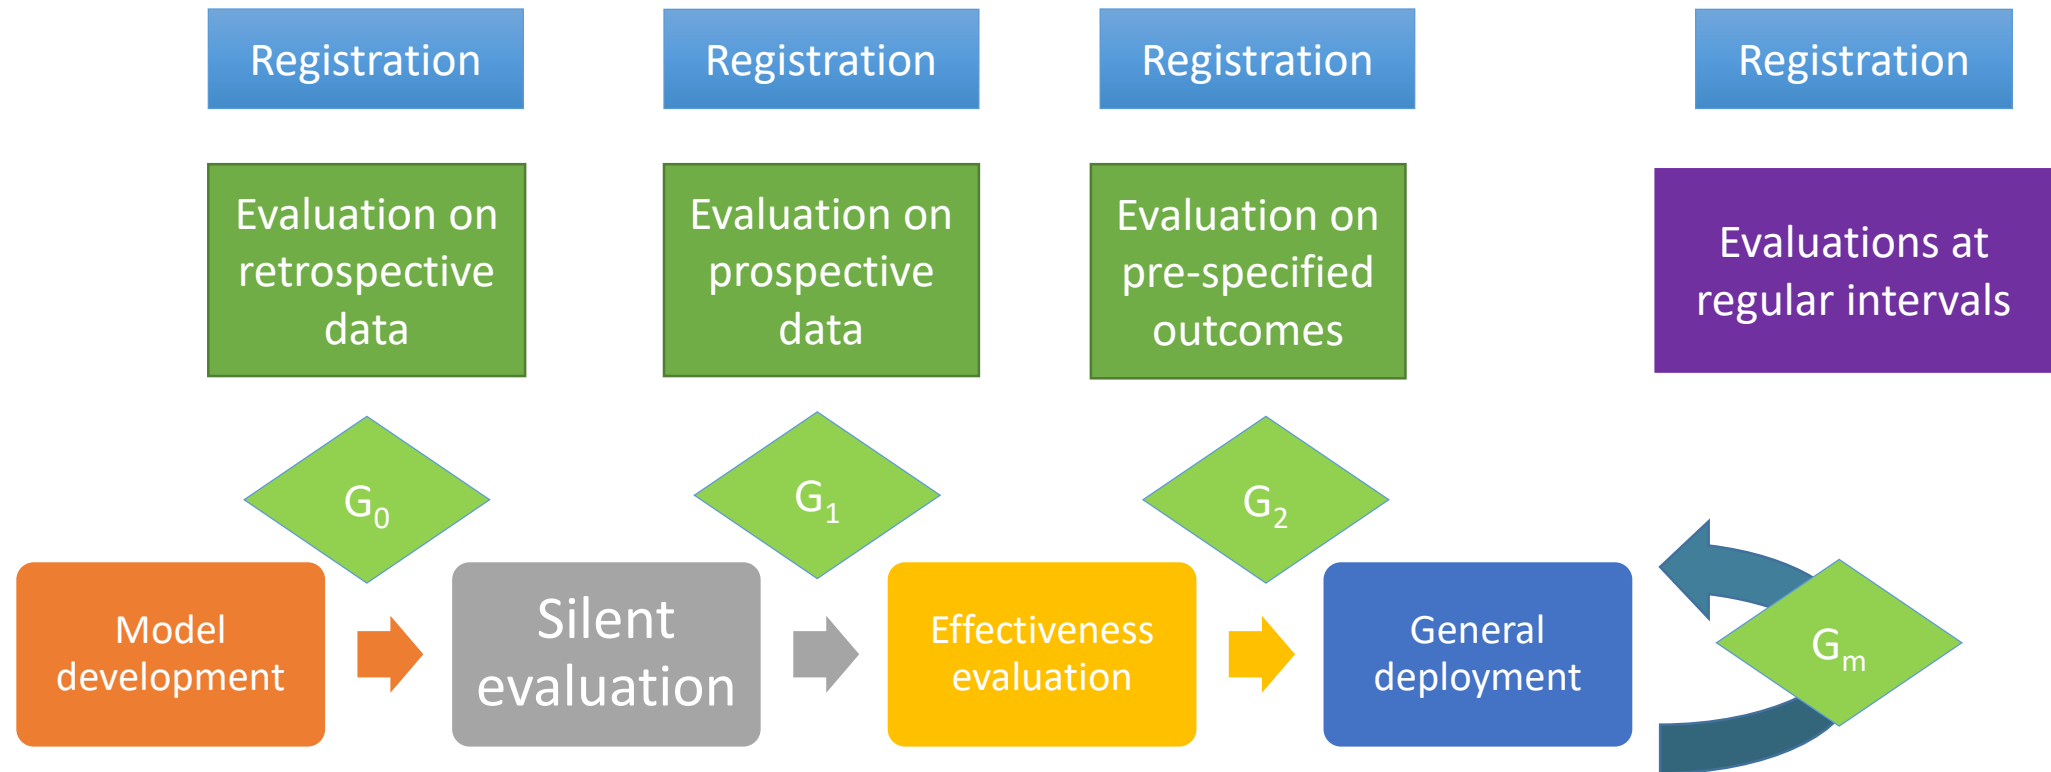 Registration
Registration
Registration
Registration
Evaluation on
retrospective
data
Evaluation on
prospective
data
Evaluation on
pre-specified
outcomes
Evaluations at
regular intervals
G₀
G₁
G₂
Gₘ
Model
development
Silent
evaluation
Effectiveness
evaluation
General
deployment